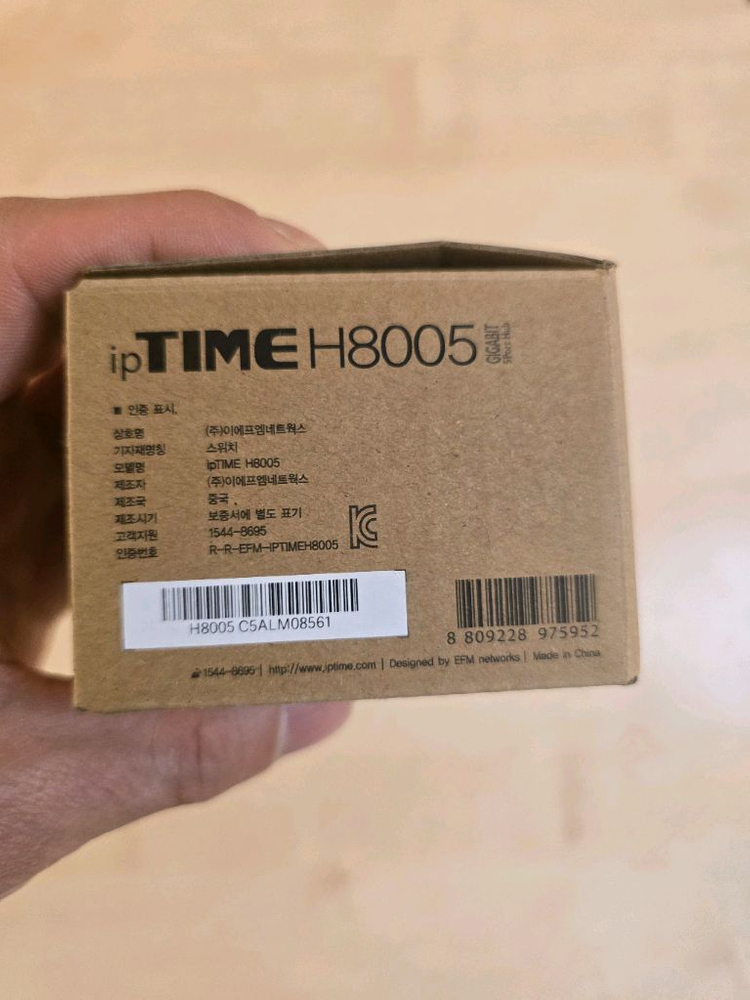 ipTIME H8005 GIGABIT 5Port Hub
■ 인증 표시.
상호명 (주)이에프엠네트웍스
기자재명칭 스위치
모델명 ipTIME H8005
제조자 (주)이에프엠네트웍스
제조국 중국
제조시기 보증서에 별도 표기
고객지원 1544-8695
인증번호 R-R-EFM-IPTIMEH8005
H8005 C5ALM08561
8 809228 975952
☎ 1544-8695 | http://www.iptime.com | Designed by EFM networks | Made in China